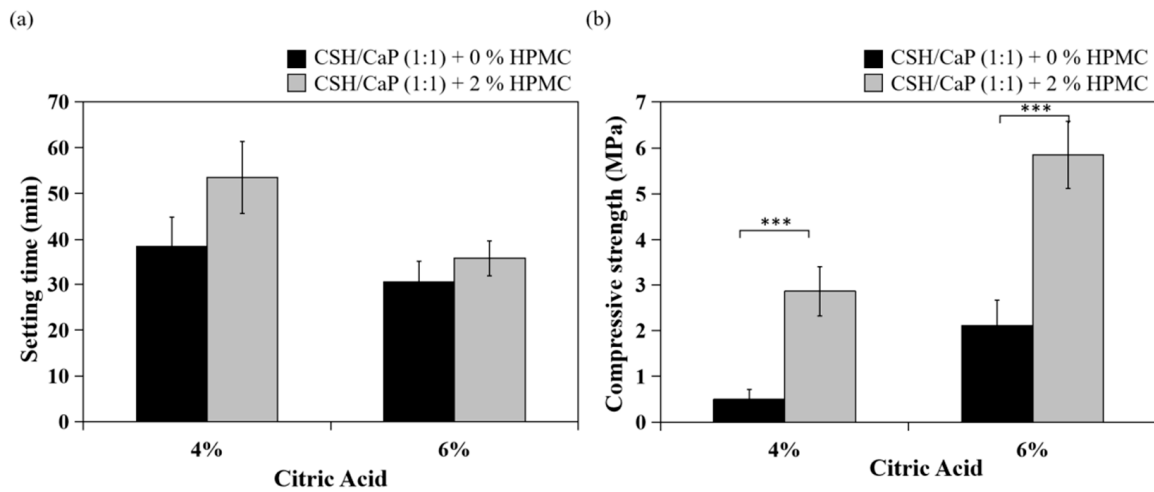 (a)
CSH/CaP (1:1) + 0 % HPMC
CSH/CaP (1:1) + 2 % HPMC
70
60
50
40
30
20
10
0
Setting time (min)
4%
6%
Citric Acid
(b)
CSH/CaP (1:1) + 0 % HPMC
CSH/CaP (1:1) + 2 % HPMC
7
6
5
4
3
2
1
0
Compressive strength (MPa)
***
***
4%
6%
Citric Acid